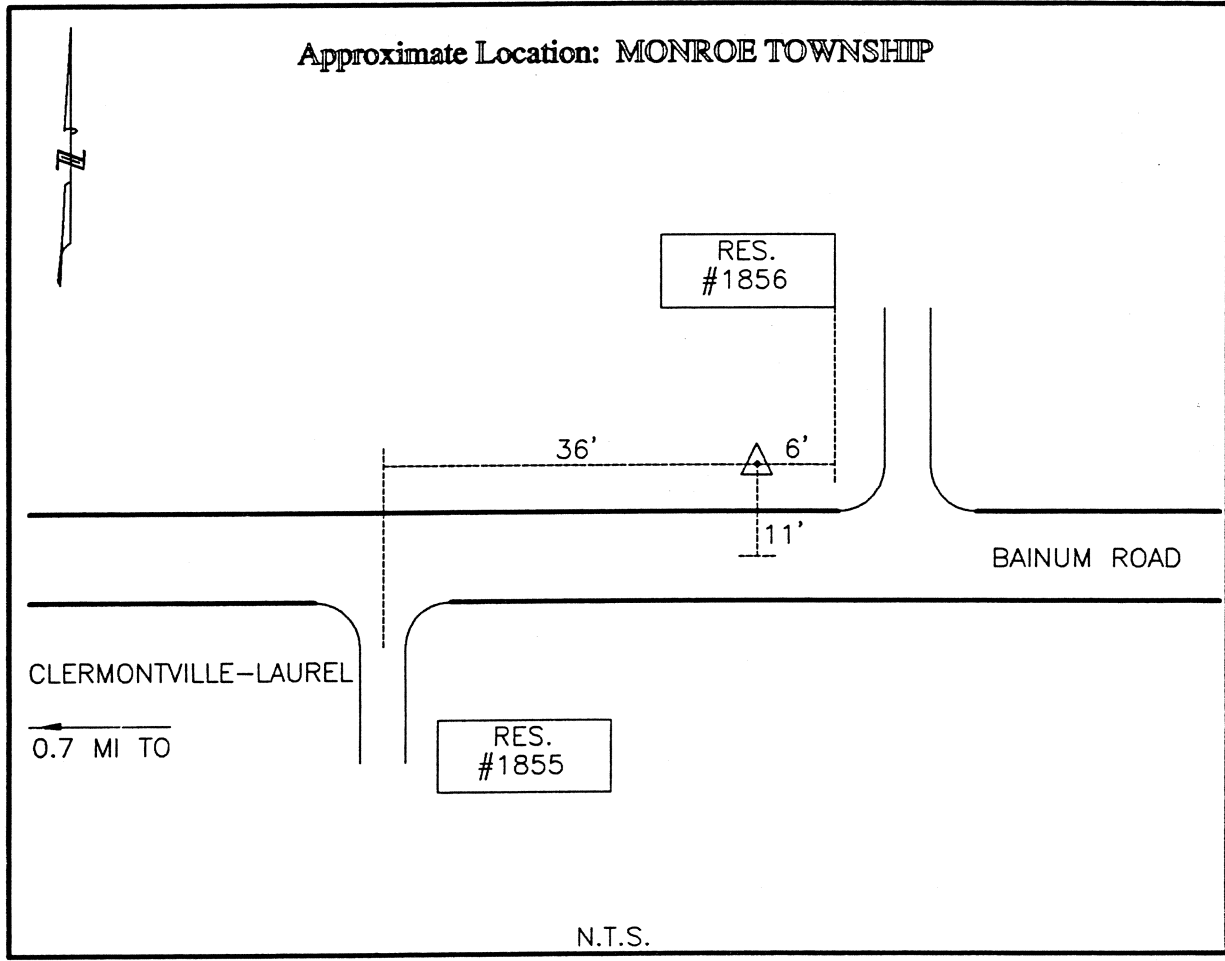 Approximate Location: MONROE TOWNSHIP
N
RES.
#1856
36'
6'
11'
BAINUM ROAD
CLERMONTVILLE-LAUREL
0.7 MI TO
RES.
#1855
N.T.S.